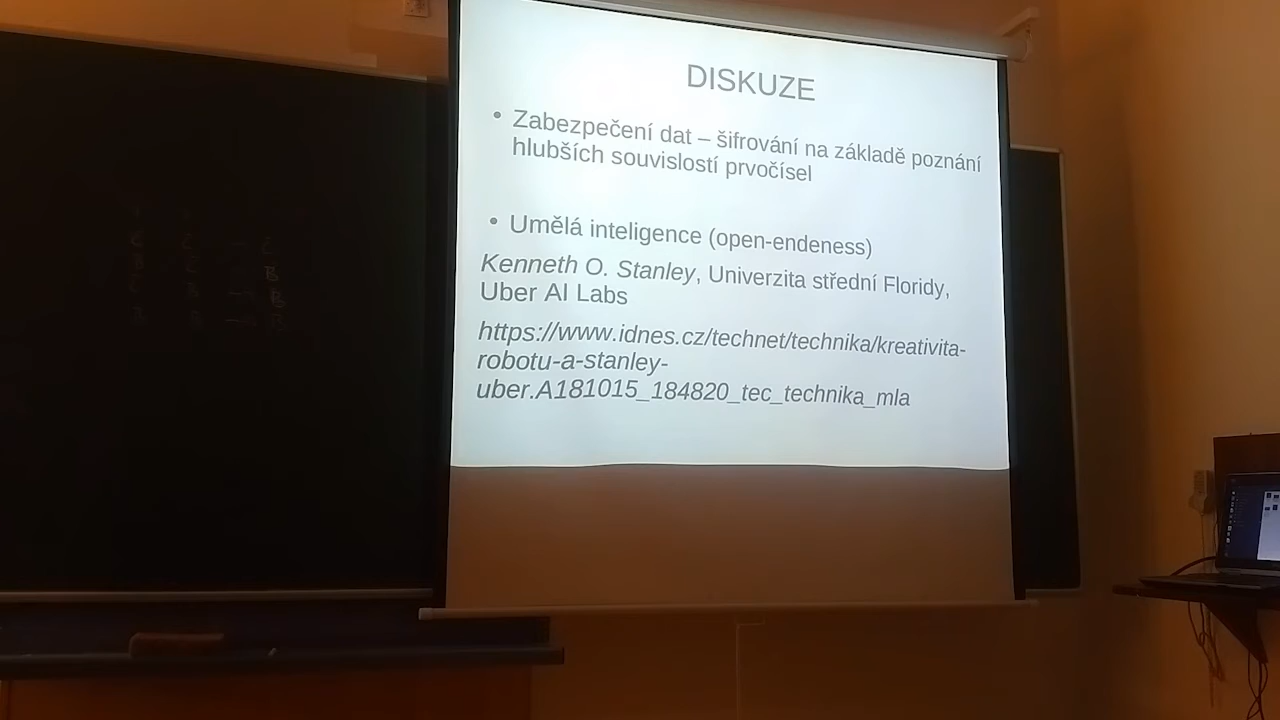 DISKUZE
• Zabezpečení dat – šifrování na základě poznání
hlubších souvislostí prvočísel
• Umělá inteligence (open-endeness)
Kenneth O. Stanley, Univerzita střední Floridy,
Uber AI Labs
https://www.idnes.cz/technet/technika/kreativita-
robotu-a-stanley-
uber.A181015_184820_tec_technika_mla